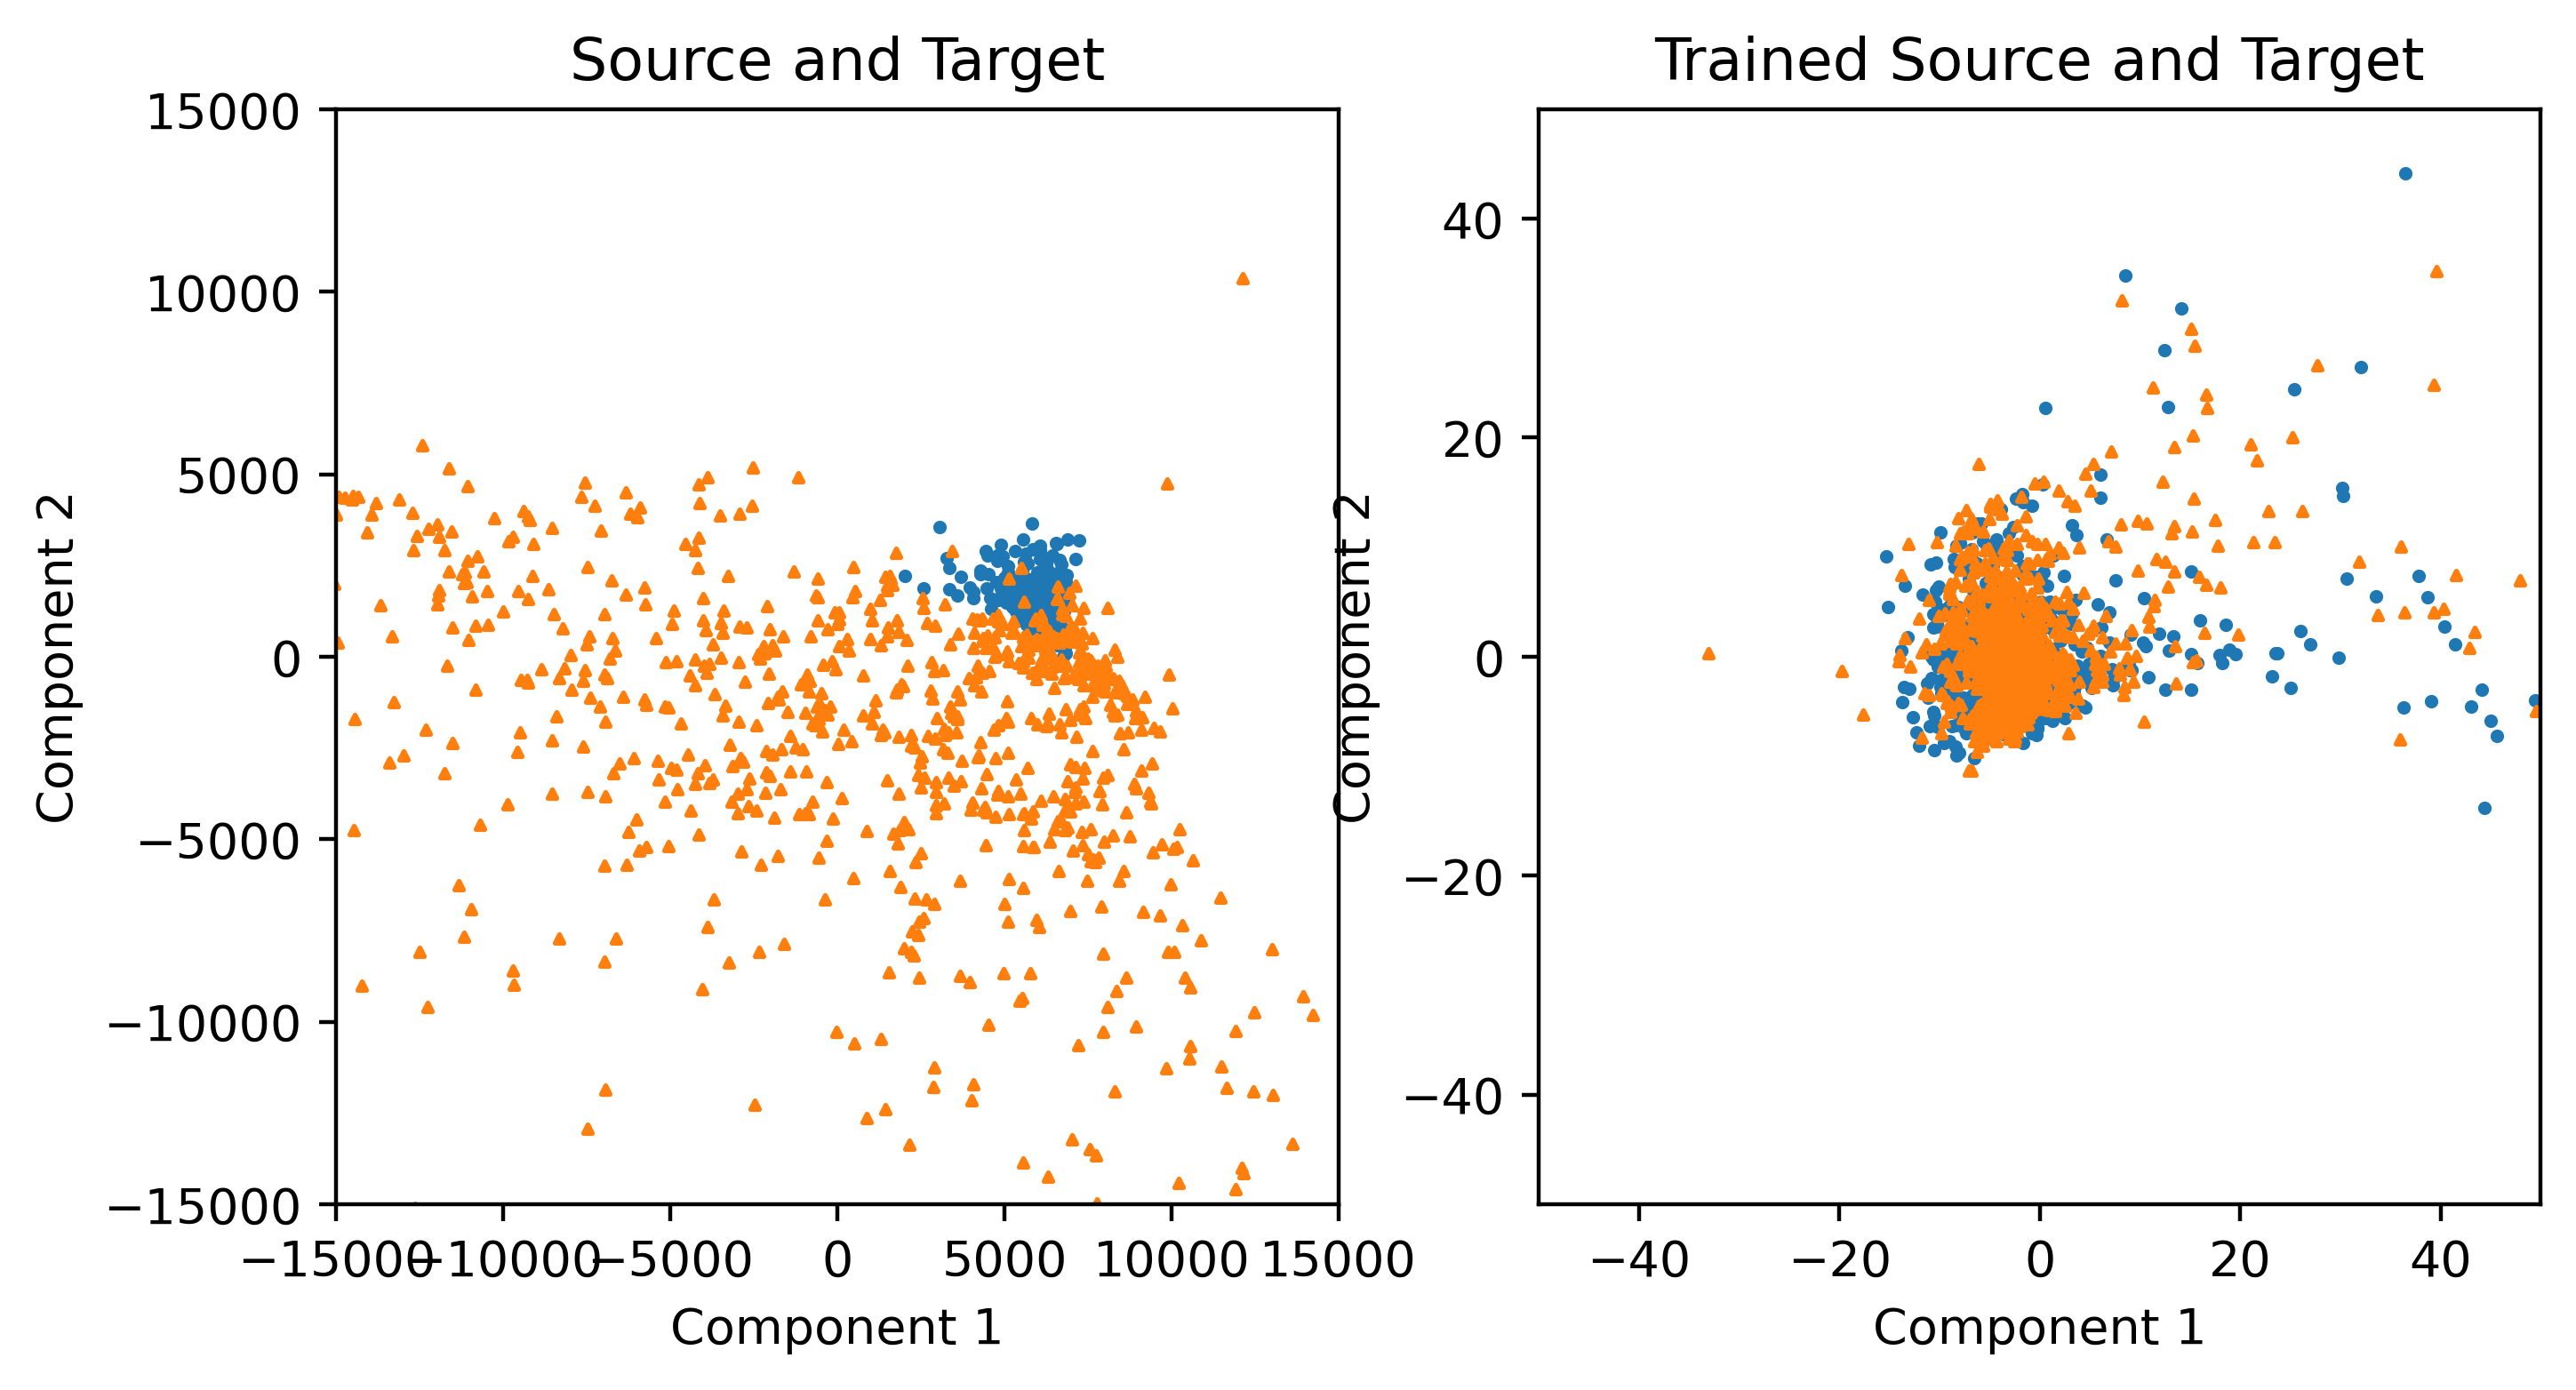 Source and Target
15000
10000
5000
0
−5000
−10000
−15000
Component 2
−15000 −10000 −5000 0 5000 10000 15000
Component 1
Trained Source and Target
40
20
0
−20
−40
Component 2
−40 −20 0 20 40
Component 1